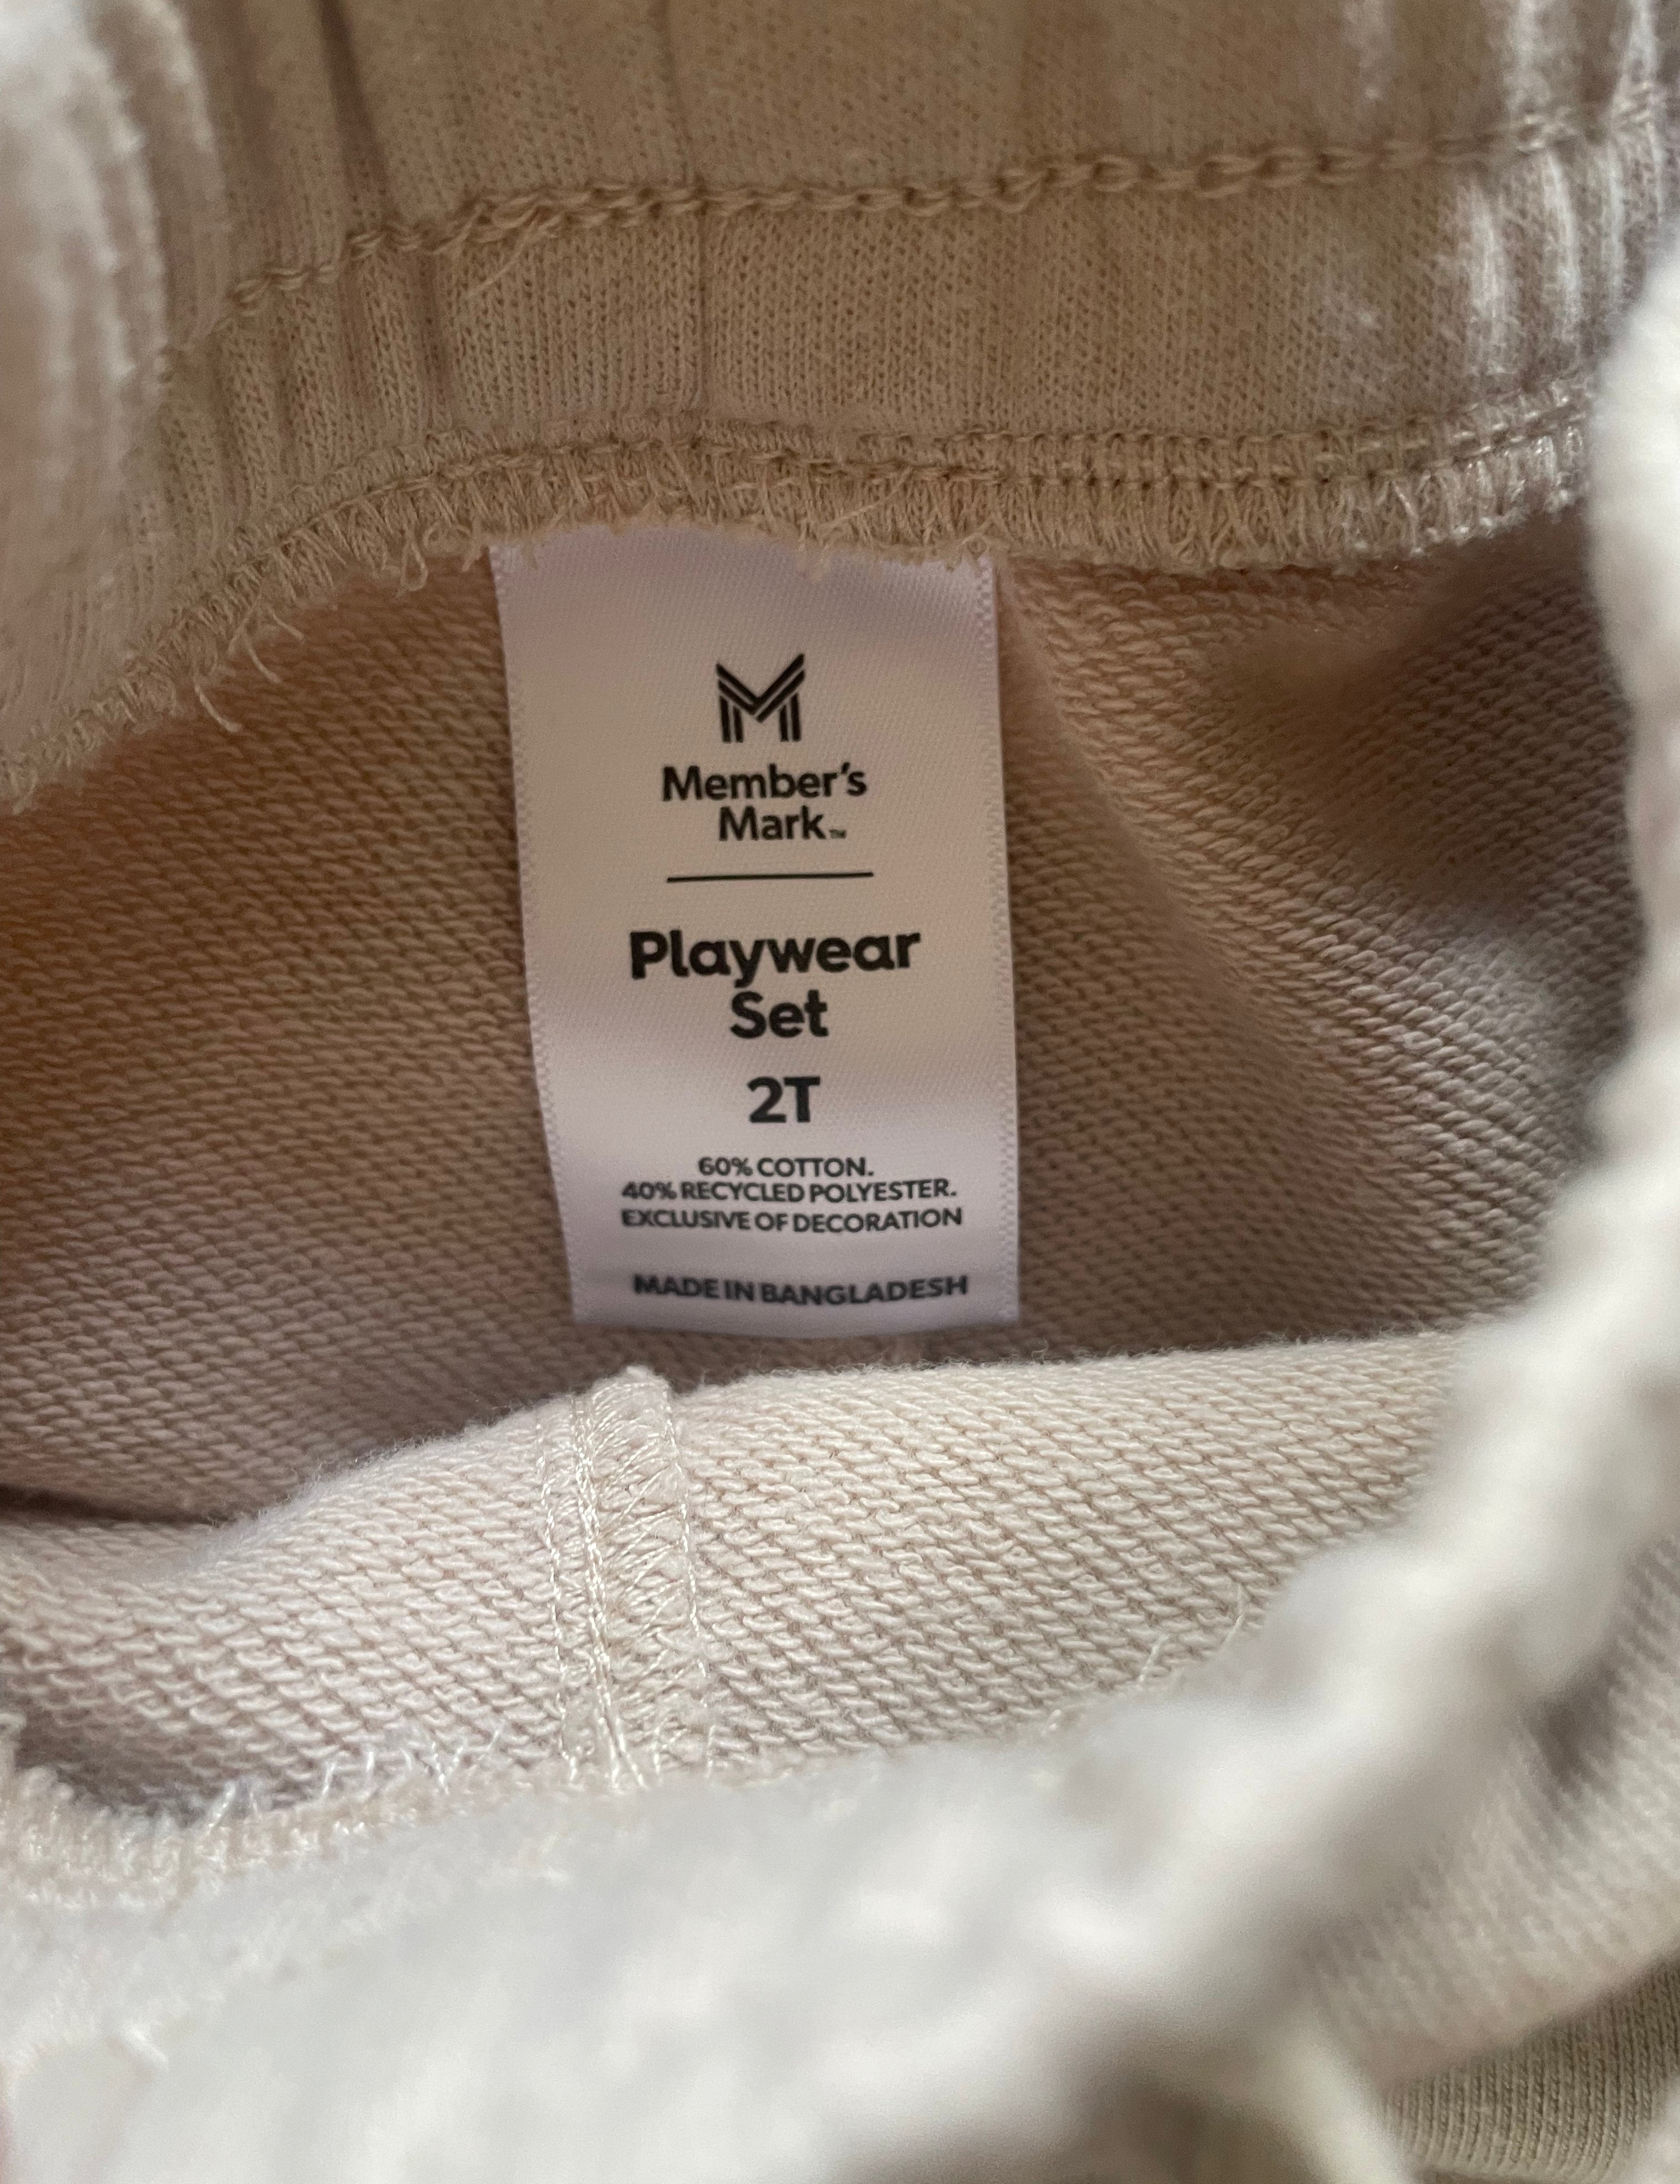 Member's
Mark™
Playwear
Set
2T
60% COTTON.
40% RECYCLED POLYESTER.
EXCLUSIVE OF DECORATION
MADE IN BANGLADESH